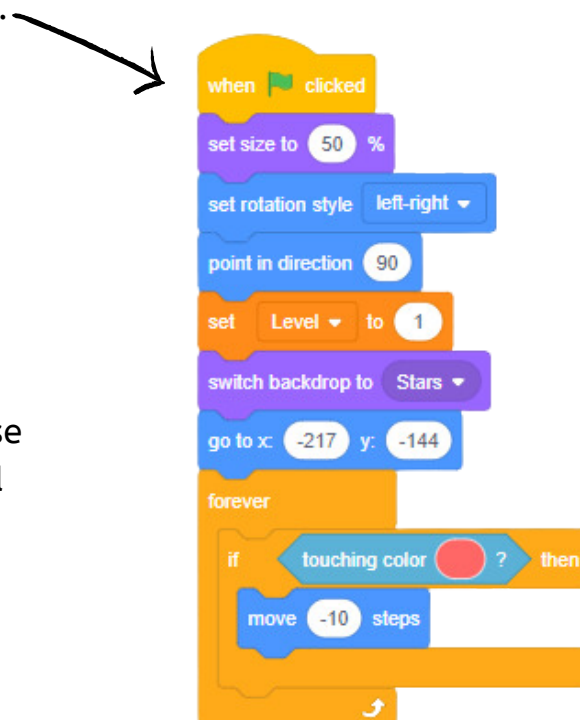 when clicked
set size to 50 %
set rotation style left-right
point in direction 90
set Level to 1
switch backdrop to Stars
go to x: -217 y: -144
se
forever
if touching color ? then
move -10 steps